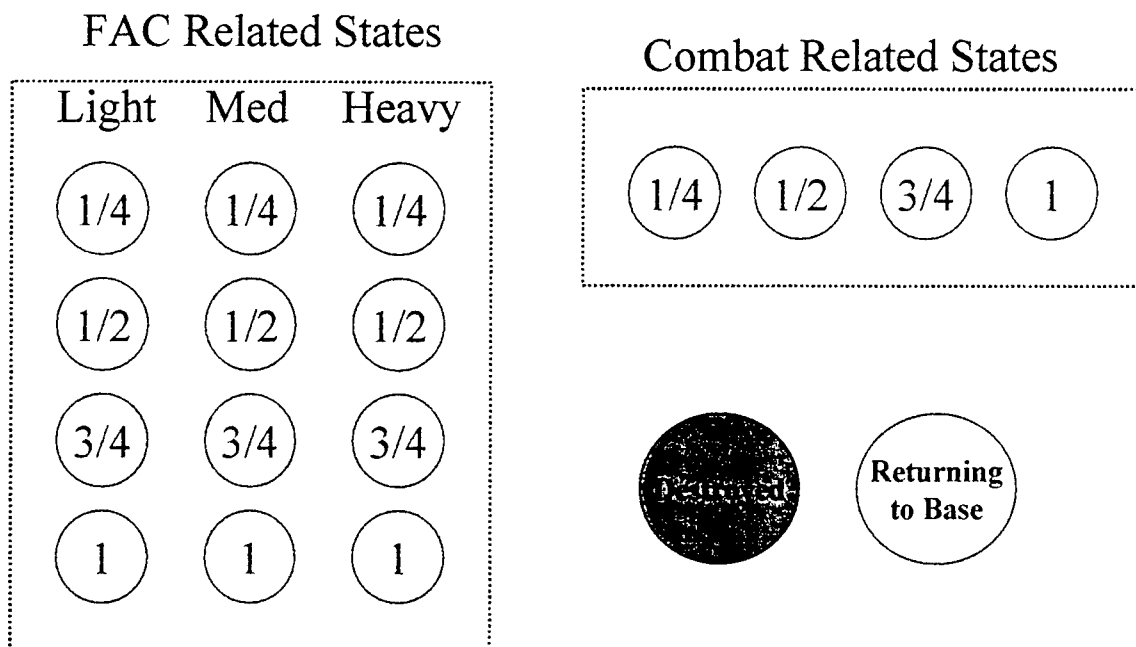 FAC Related States
Light Med Heavy
1/4 1/4 1/4
1/2 1/2 1/2
3/4 3/4 3/4
1 1 1
Combat Related States
1/4 1/2 3/4 1
Destroyed
Returning
to Base